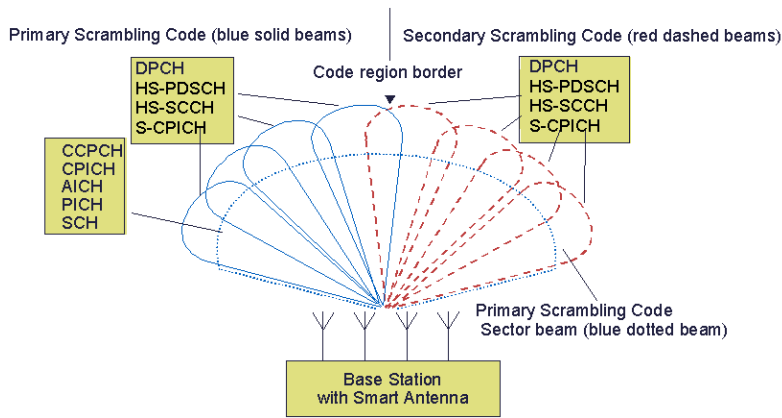 Primary Scrambling Code (blue solid beams)
Secondary Scrambling Code (red dashed beams)
Code region border
DPCH
HS-PDSCH
HS-SCCH
S-CPICH
DPCH
HS-PDSCH
HS-SCCH
S-CPICH
CCPCH
CPICH
AICH
PICH
SCH
Primary Scrambling Code
Sector beam (blue dotted beam)
Base Station
with Smart Antenna